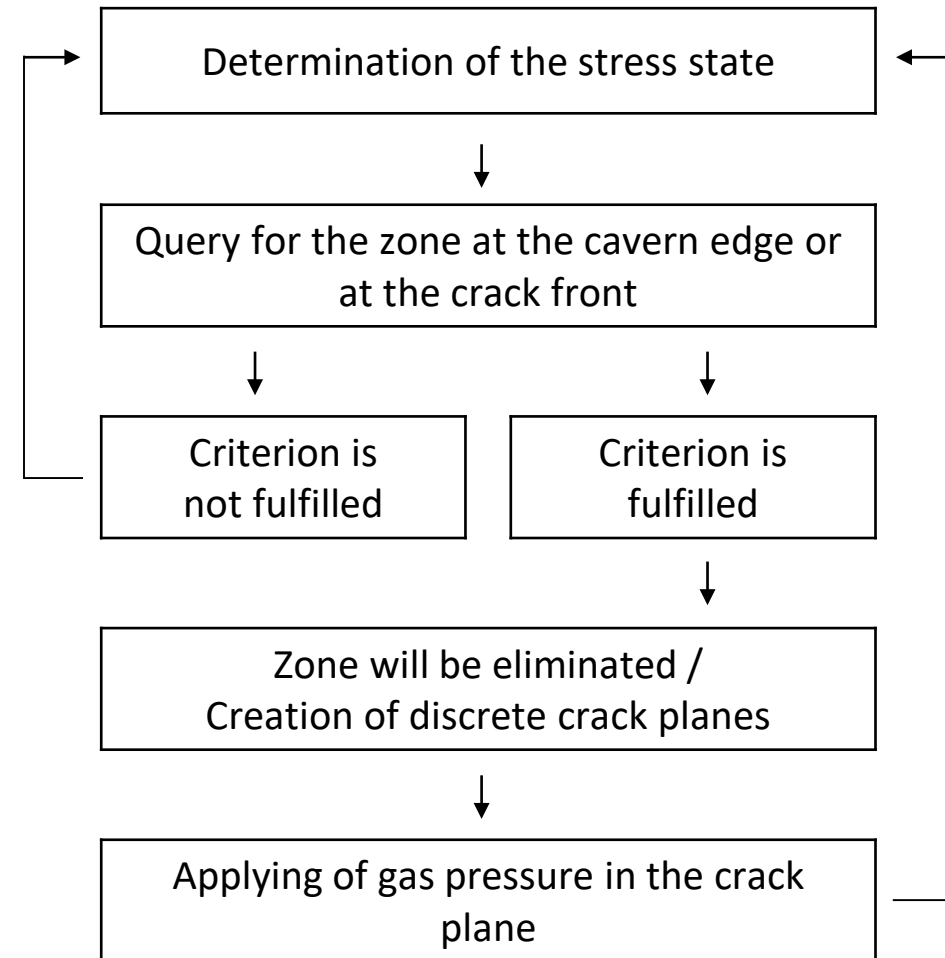 Determination of the stress state
Query for the zone at the cavern edge or
at the crack front
Criterion is
not fulfilled
Criterion is
fulfilled
Zone will be eliminated /
Creation of discrete crack planes
Applying of gas pressure in the crack
plane